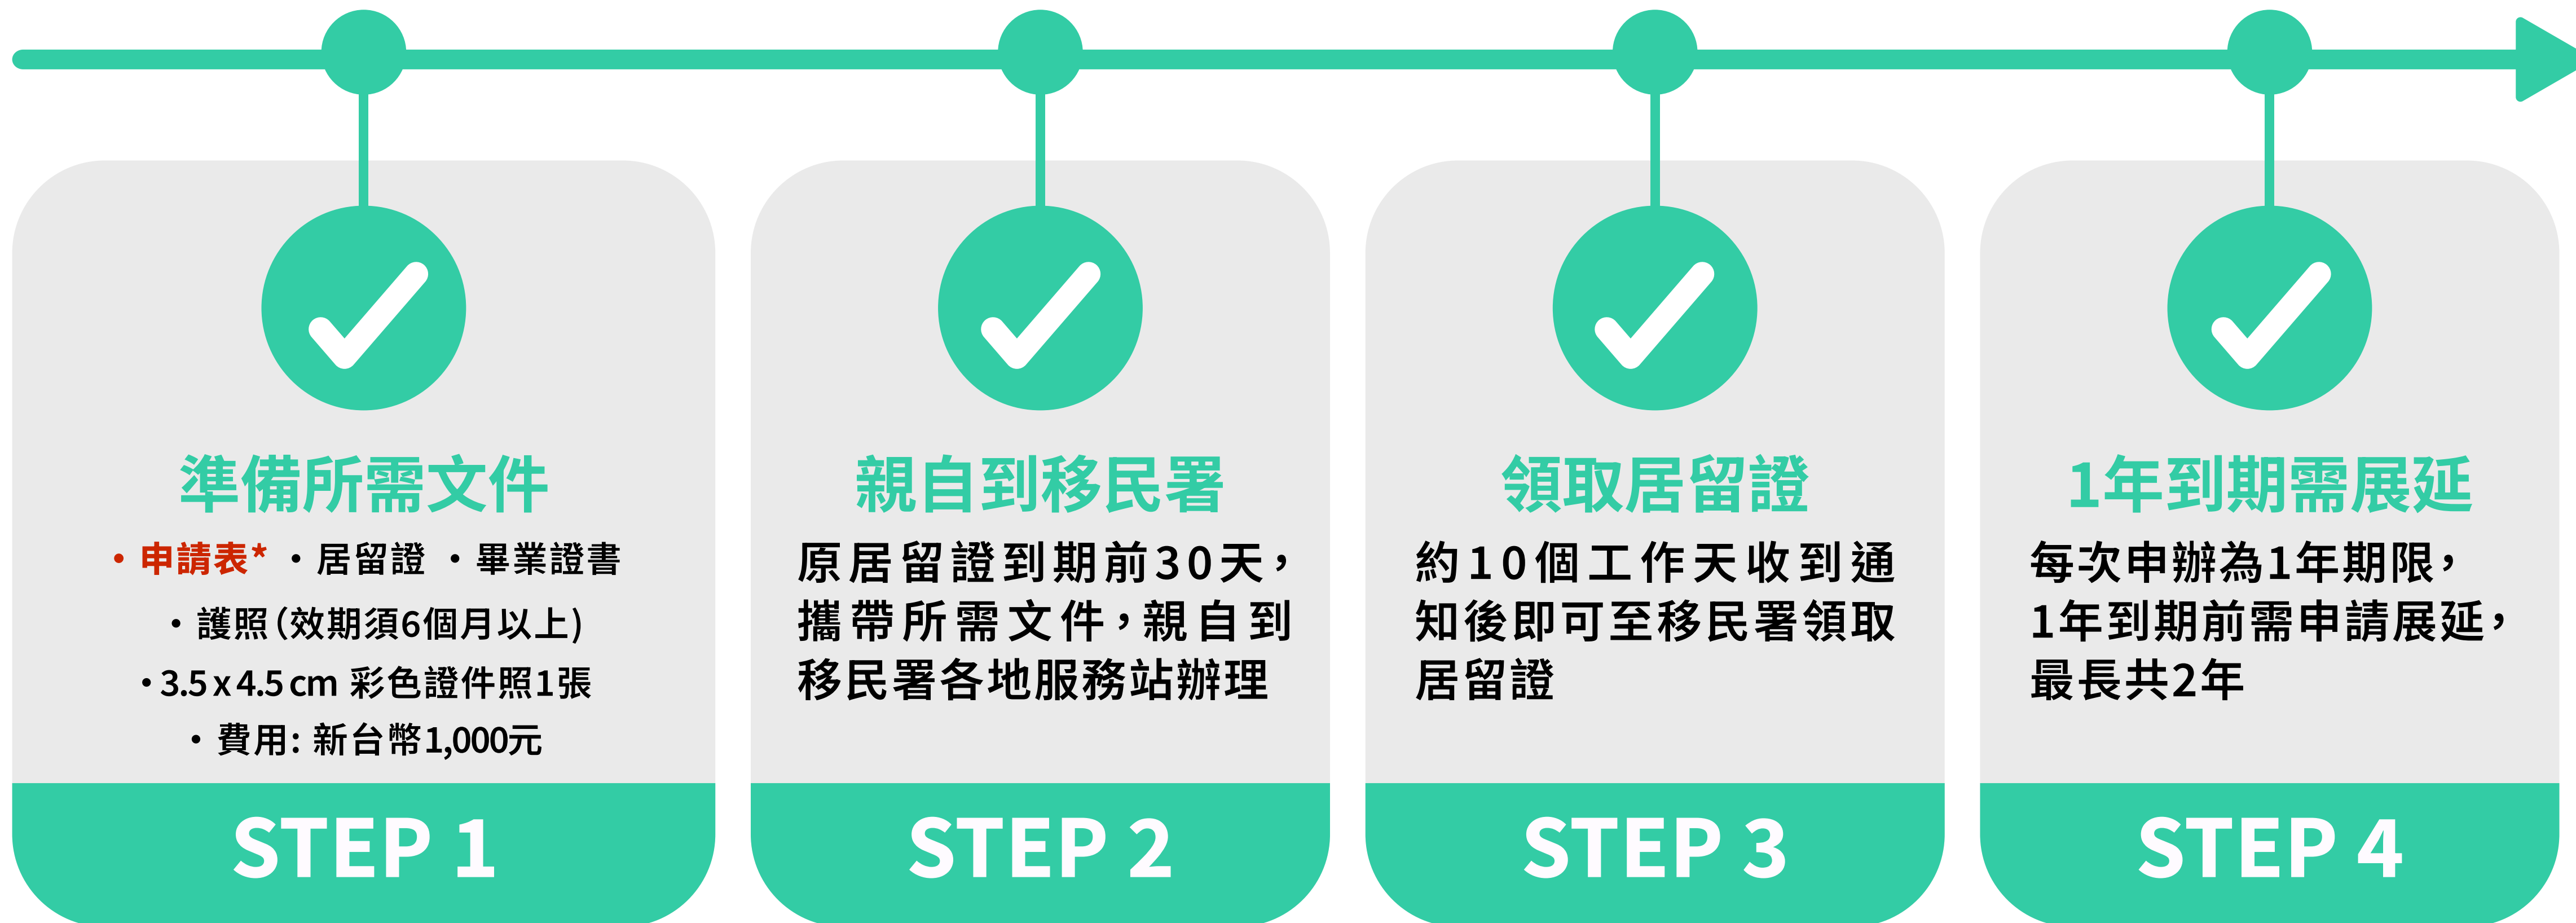 準備所需文件
• 申請表* • 居留證 • 畢業證書
• 護照(效期須6個月以上)
• 3.5 x 4.5 cm 彩色證件照1張
• 費用: 新台幣1,000元
STEP 1
親自到移民署
原居留證到期前30天，
攜帶所需文件，親自到
移民署各地服務站辦理
STEP 2
領取居留證
約10個工作天收到通
知後即可至移民署領取
居留證
STEP 3
1年到期需展延
每次申辦為1年期限，
1年到期前需申請展延，
最長共2年
STEP 4